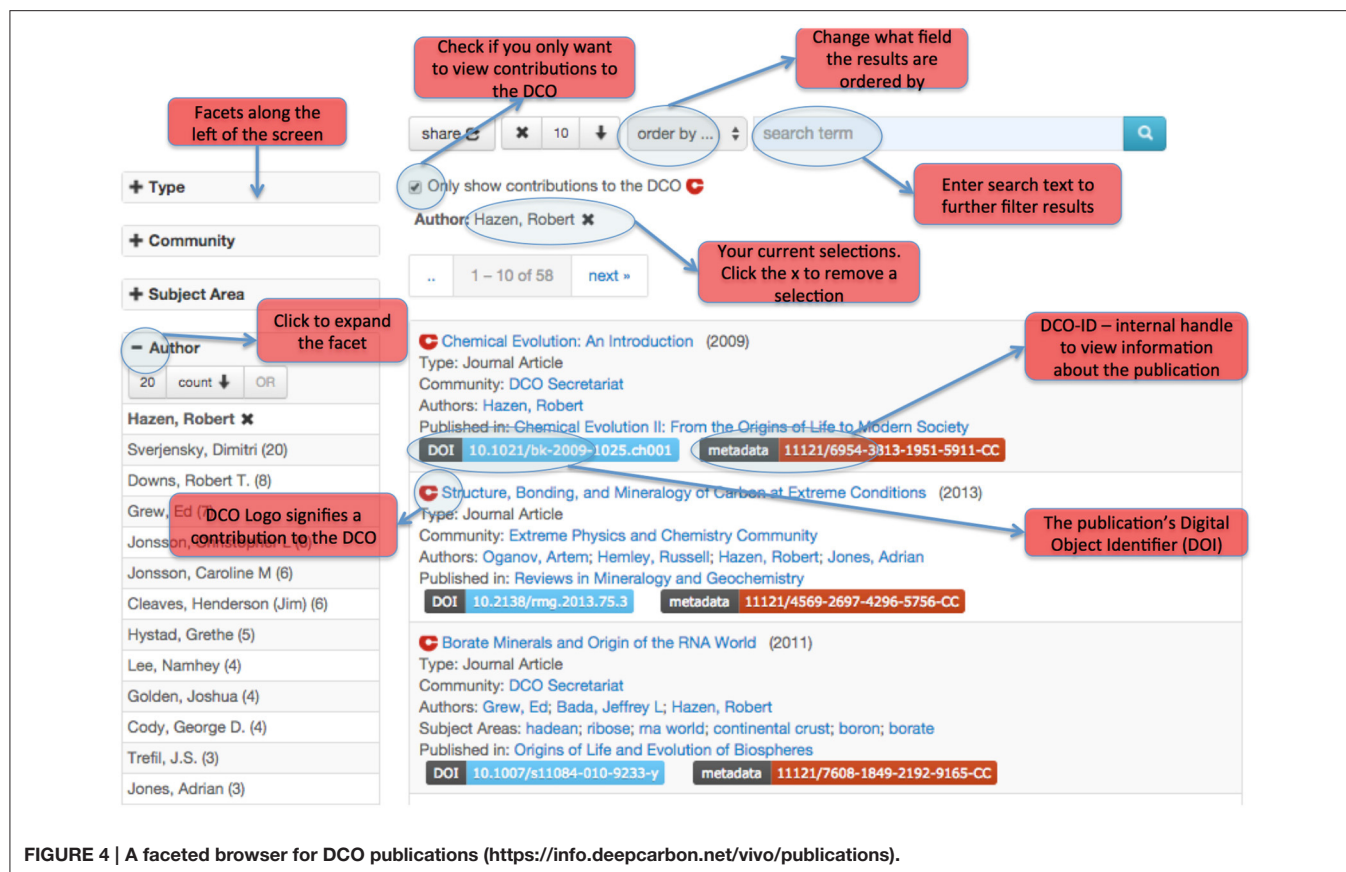 Check if you only want
to view contributions to
the DCO
Change what field
the results are
ordered by
Facets along the
left of the screen
share
10
order by ...
search term
Type
Only show contributions to the DCO
Enter search text to
further filter results
Author: Hazen, Robert ✖
Community
Your current selections.
Click the x to remove a
selection
.. 1 – 10 of 58 next »
Subject Area
Click to expand
the facet
Author
20 count OR
Hazen, Robert ✖
Sverjensky, Dimitri (20)
Downs, Robert T. (8)
Grew, Ed
DCO Logo signifies a
contribution to the DCO
Jonsson,
Jonsson, Caroline M (6)
Cleaves, Henderson (Jim) (6)
Hystad, Grethe (5)
Lee, Namhey (4)
Golden, Joshua (4)
Cody, George D. (4)
Trefil, J.S. (3)
Jones, Adrian (3)
Chemical Evolution: An Introduction (2009)
Type: Journal Article
Community: DCO Secretariat
Authors: Hazen, Robert
Published in: Chemical Evolution II: From the Origins of Life to Modern Society
DOI 10.1021/bk-2009-1025.ch001 metadata 11121/6954-3813-1951-5911-CC
DCO-ID – internal handle
to view information
about the publication
Structure, Bonding, and Mineralogy of Carbon at Extreme Conditions (2013)
Type: Journal Article
Community: Extreme Physics and Chemistry Community
Authors: Oganov, Artem; Hemley, Russell; Hazen, Robert; Jones, Adrian
Published in: Reviews in Mineralogy and Geochemistry
DOI 10.2138/rmg.2013.75.3 metadata 11121/4569-2697-4296-5756-CC
The publication's Digital
Object Identifier (DOI)
Borate Minerals and Origin of the RNA World (2011)
Type: Journal Article
Community: DCO Secretariat
Authors: Grew, Ed; Bada, Jeffrey L; Hazen, Robert
Subject Areas: hadean; ribose; rna world; continental crust; boron; borate
Published in: Origins of Life and Evolution of Biospheres
DOI 10.1007/s11084-010-9233-y metadata 11121/7608-1849-2192-9165-CC
FIGURE 4 | A faceted browser for DCO publications (https://info.deepcarbon.net/vivo/publications).